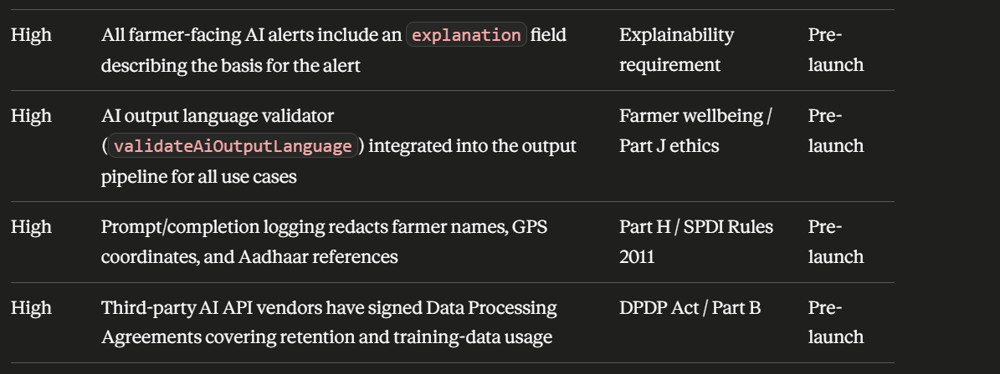 High All farmer-facing AI alerts include an explanation field Explainability Pre-
describing the basis for the alert requirement launch
High AI output language validator Farmer wellbeing / Pre-
(validateAiOutputLanguage) integrated into the output Part J ethics launch
pipeline for all use cases
High Prompt/completion logging redacts farmer names, GPS Part H / SPDI Rules Pre-
coordinates, and Aadhaar references 2011 launch
High Third-party AI API vendors have signed Data Processing DPDP Act / Part B Pre-
Agreements covering retention and training-data usage launch